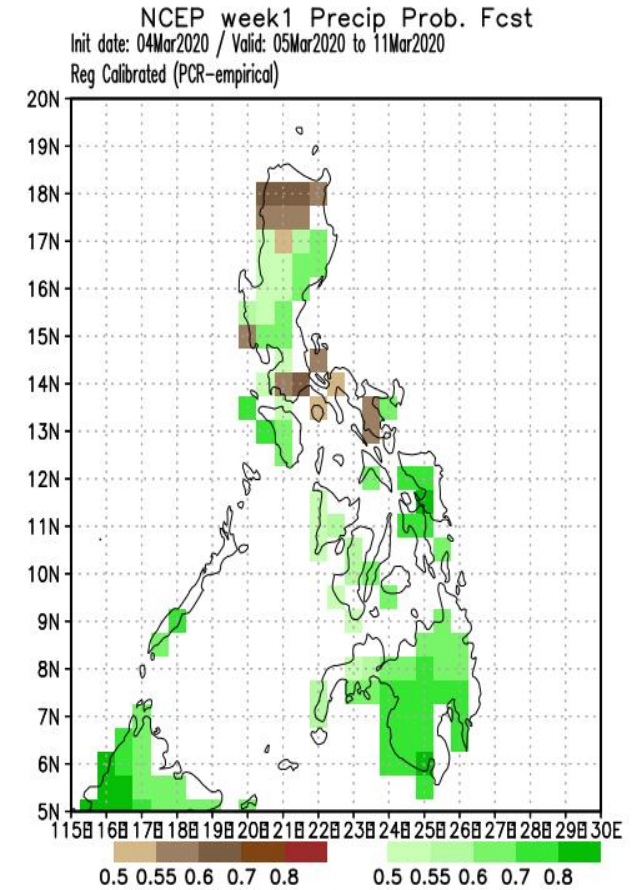 NCEP week1 Precip Prob. Fcst
Init date: 04Mar2020 / Valid: 05Mar2020 to 11Mar2020
Reg Calibrated (PCR-empirical)
20N
19N
18N
17N
16N
15N
14N
13N
12N
11N
10N
9N
8N
7N
6N
5N
115E 116E 117E 118E 119E 120E 121E 122E 123E 124E 125E 126E 128E 129E 130E
0.5 0.55 0.6 0.7 0.8 0.5 0.55 0.6 0.7 0.8